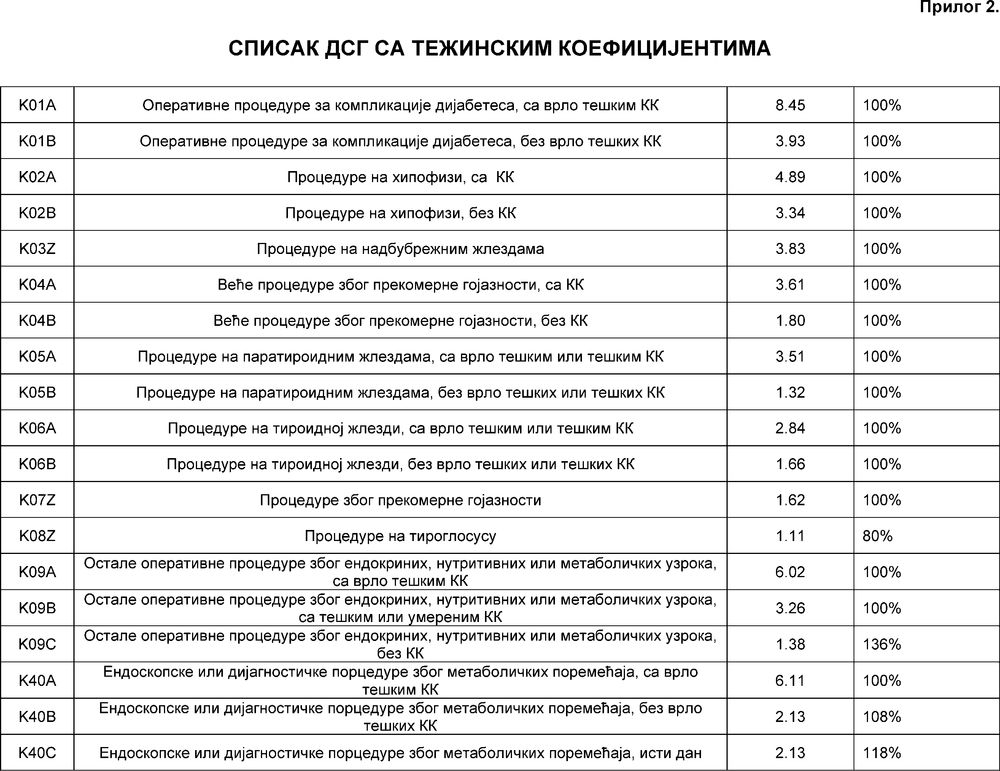 Прилог 2.
СПИСАК ДСГ СА ТЕЖИНСКИМ КОЕФИЦИЈЕНТИМА
K01A Оперативне процедуре за компликације дијабетеса, са врло тешким КК 8.45 100%
K01B Оперативне процедуре за компликације дијабетеса, без врло тешких КК 3.93 100%
K02A Процедуре на хипофизи, са КК 4.89 100%
K02B Процедуре на хипофизи, без КК 3.34 100%
K03Z Процедуре на надбубрежним жлездама 3.83 100%
K04A Веће процедуре због прекомерне гојазности, са КК 3.61 100%
K04B Веће процедуре због прекомерне гојазности, без КК 1.80 100%
K05A Процедуре на паратироидним жлездама, са врло тешким или тешким КК 3.51 100%
K05B Процедуре на паратироидним жлездама, без врло тешких или тешких КК 1.32 100%
K06A Процедуре на тироидној жлезди, са врло тешким или тешким КК 2.84 100%
K06B Процедуре на тироидној жлезди, без врло тешких или тешких КК 1.66 100%
K07Z Процедуре због прекомерне гојазности 1.62 100%
K08Z Процедуре на тироглосусу 1.11 80%
K09A Остале оперативне процедуре због ендокриних, нутритивних или метаболичких узрока,
са врло тешким КК 6.02 100%
K09B Остале оперативне процедуре због ендокриних, нутритивних или метаболичких узрока,
са тешким или умереним КК 3.26 100%
K09C Остале оперативне процедуре због ендокриних, нутритивних или метаболичких узрока,
без КК 1.38 136%
K40A Ендоскопске или дијагностичке порцедуре због метаболичких поремећаја, са врло
тешким КК 6.11 100%
K40B Ендоскопске или дијагностичке порцедуре због метаболичких поремећаја, без врло
тешких КК 2.13 108%
K40C Ендоскопске или дијагностичке порцедуре због метаболичких поремећаја, исти дан 2.13 118%